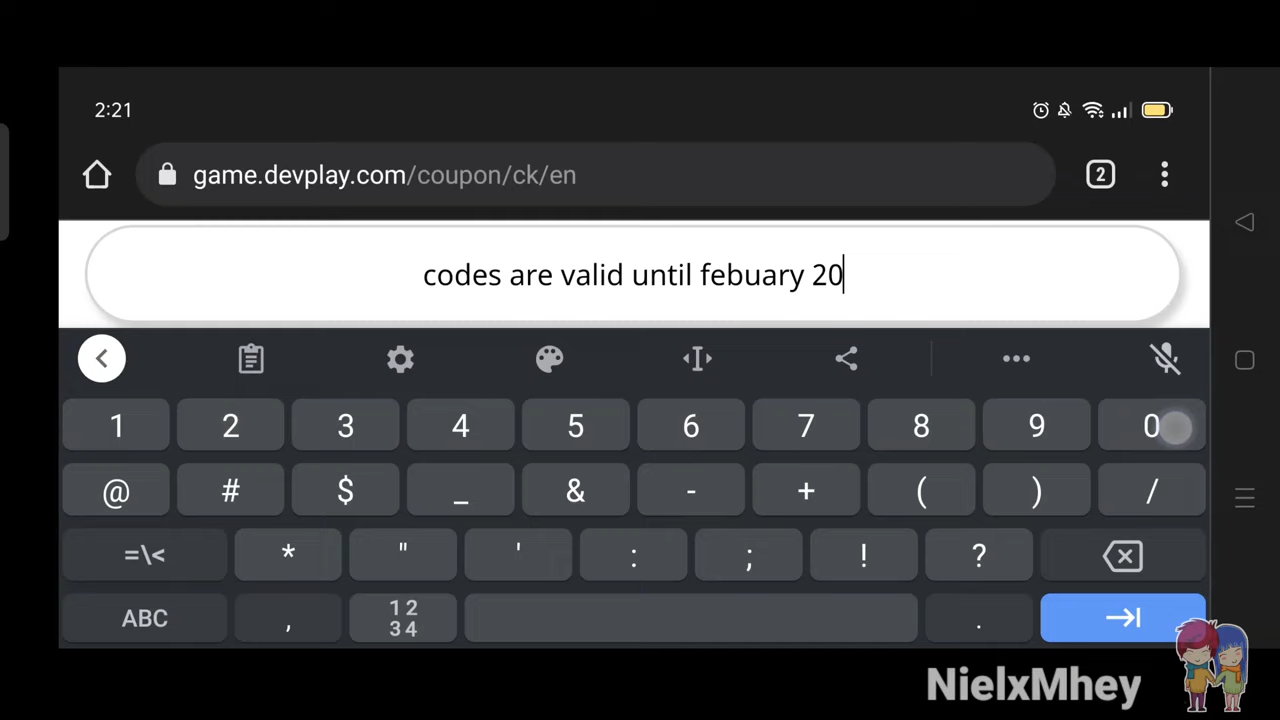 2:21
game.devplay.com/coupon/ck/en
2
codes are valid until febuary 20
1 2 3 4 5 6 7 8 9 0
@ # $ _ & - + ( ) /
=\< * " ' : ; ! ?
ABC , 12 34 .
NielxMhey